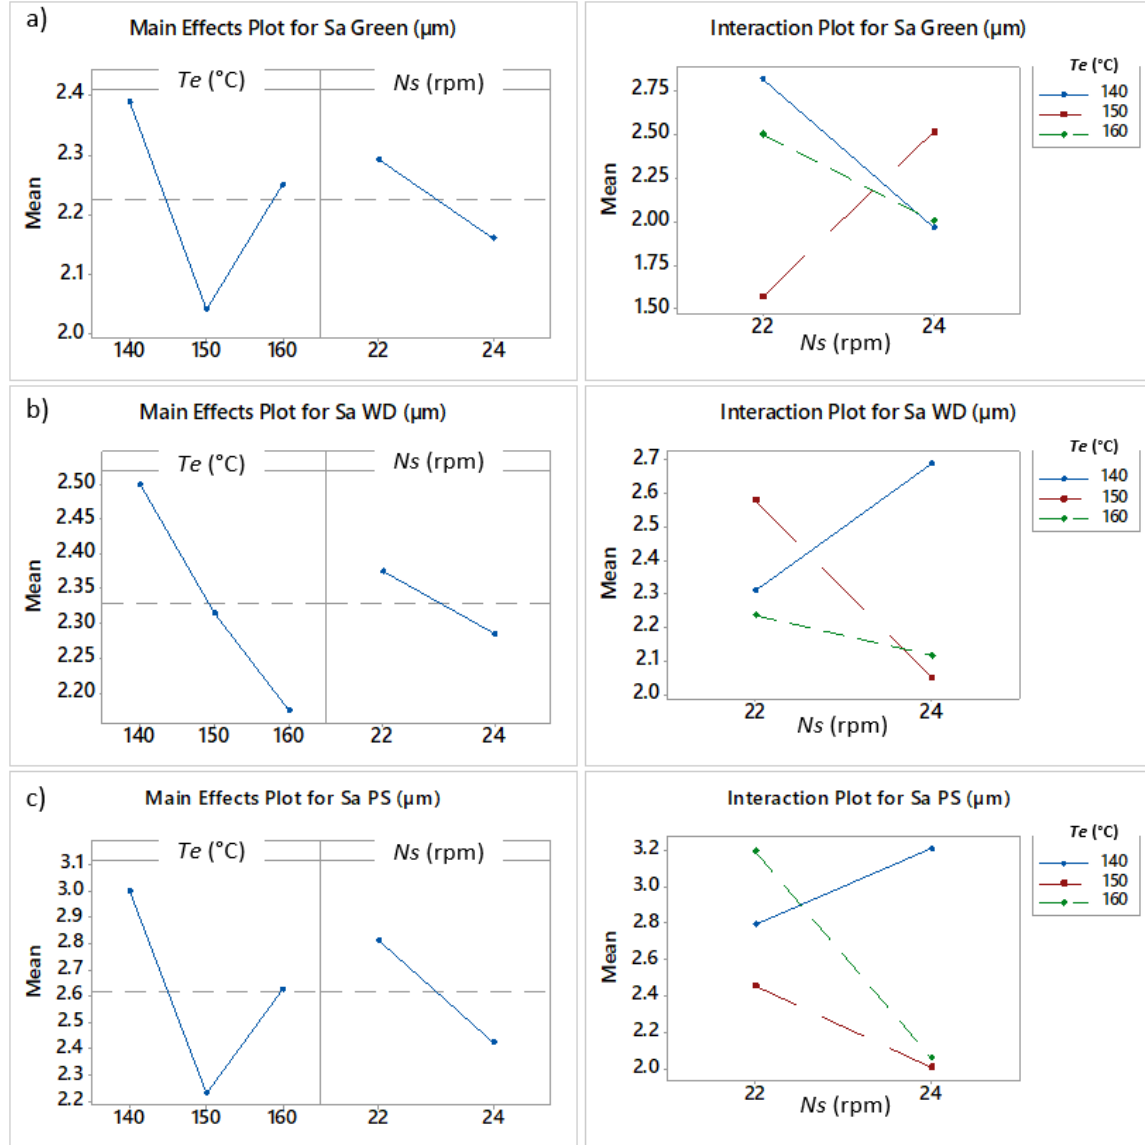 a)
Main Effects Plot for Sa Green (µm)
Te (°C) Ns (rpm)
Mean
2.4
2.3
2.2
2.1
2.0
140 150 160 22 24
Interaction Plot for Sa Green (µm)
Mean
2.75
2.50
2.25
2.00
1.75
1.50
22 24
Ns (rpm)
Te (°C)
140
150
160
b)
Main Effects Plot for Sa WD (µm)
Te (°C) Ns (rpm)
Mean
2.50
2.45
2.40
2.35
2.30
2.25
2.20
140 150 160 22 24
Interaction Plot for Sa WD (µm)
Mean
2.7
2.6
2.5
2.4
2.3
2.2
2.1
2.0
22 24
Ns (rpm)
Te (°C)
140
150
160
c)
Main Effects Plot for Sa PS (µm)
Te (°C) Ns (rpm)
Mean
3.1
3.0
2.9
2.8
2.7
2.6
2.5
2.4
2.3
2.2
140 150 160 22 24
Interaction Plot for Sa PS (µm)
Mean
3.2
3.0
2.8
2.6
2.4
2.2
2.0
22 24
Ns (rpm)
Te (°C)
140
150
160